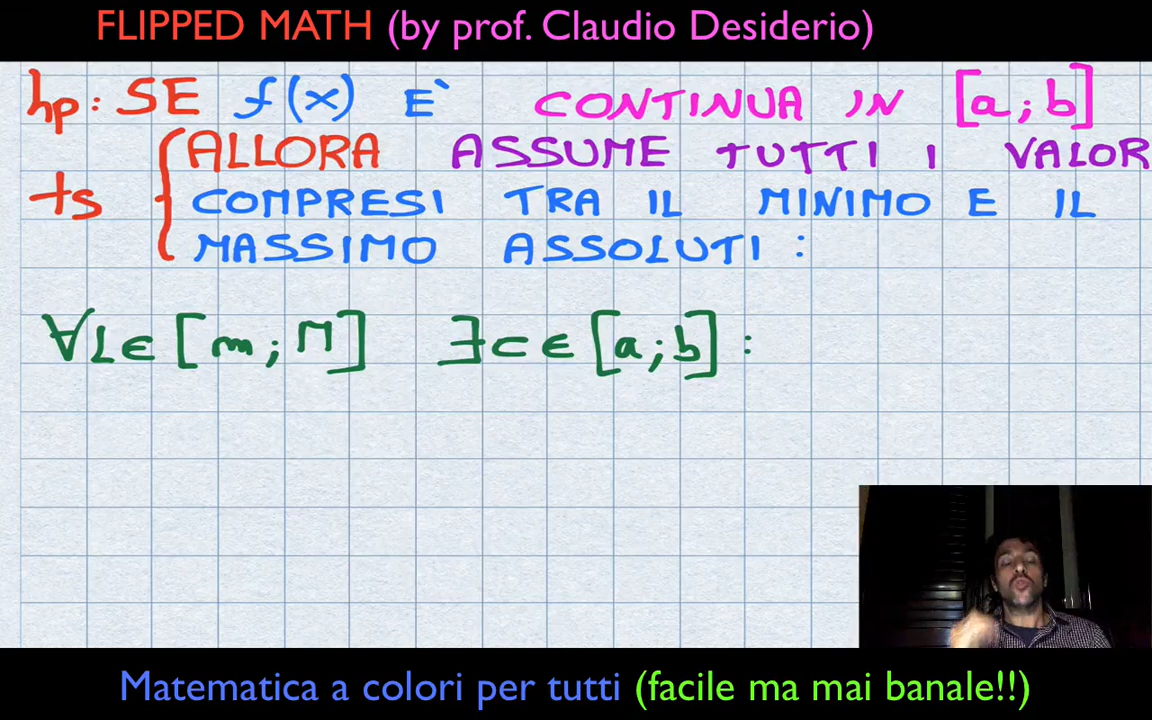 FLIPPED MATH (by prof. Claudio Desiderio)
hp: SE f(x) E` CONTINUA IN [a;b]
ts { ALLORA ASSUME TUTTI I VALOR
COMPRESI TRA IL MINIMO E IL
MASSIMO ASSOLUTI :
∀L∈[m;M] ∃c∈[a;b]:
Matematica a colori per tutti (facile ma mai banale!!)